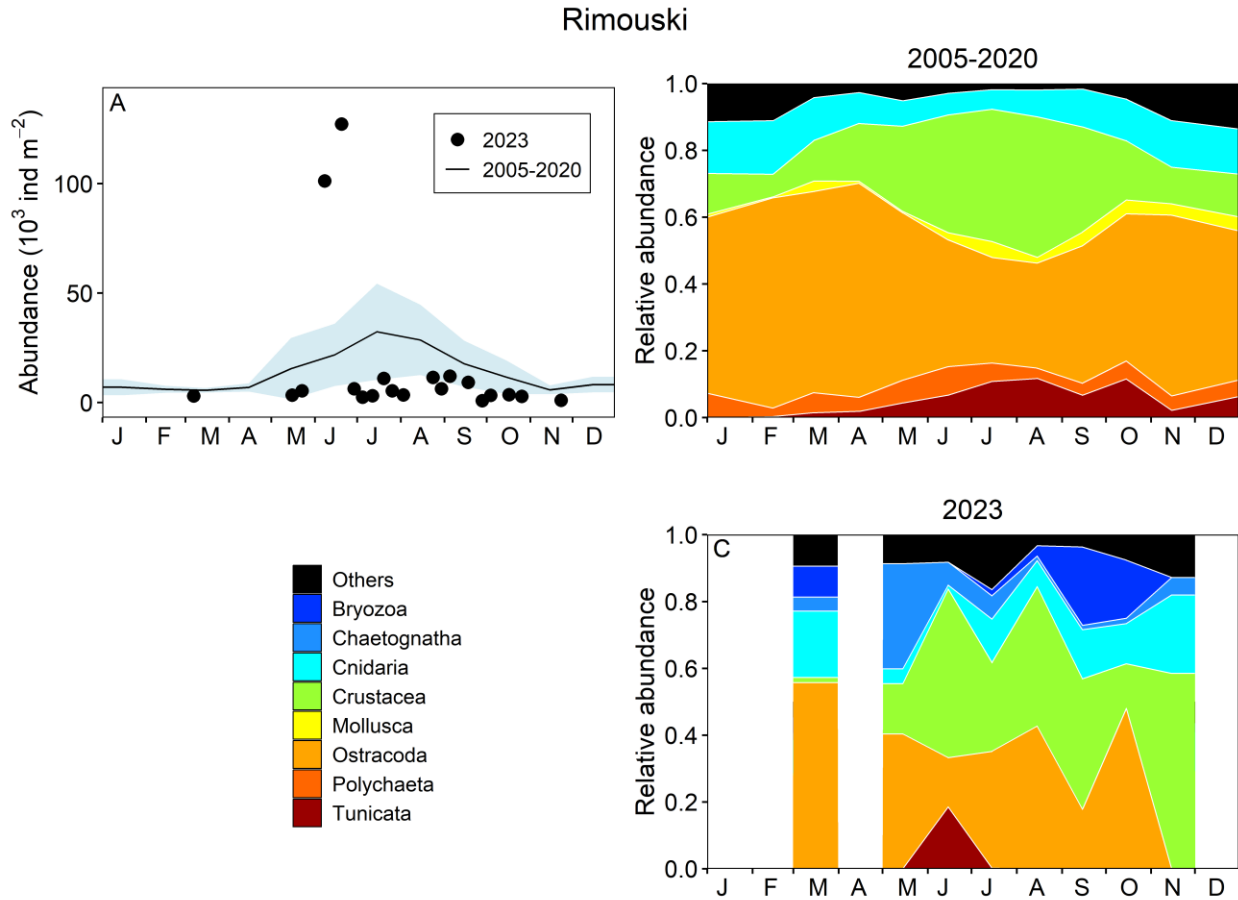 Rimouski
A
Abundance (10³ ind m⁻²)
100
50
0
2023
2005-2020
J F M A M J J A S O N D
2005-2020
Relative abundance
1.0
0.8
0.6
0.4
0.2
0.0
J F M A M J J A S O N D
Others
Bryozoa
Chaetognatha
Cnidaria
Crustacea
Mollusca
Ostracoda
Polychaeta
Tunicata
2023
C
Relative abundance
1.0
0.8
0.6
0.4
0.2
0.0
J F M A M J J A S O N D